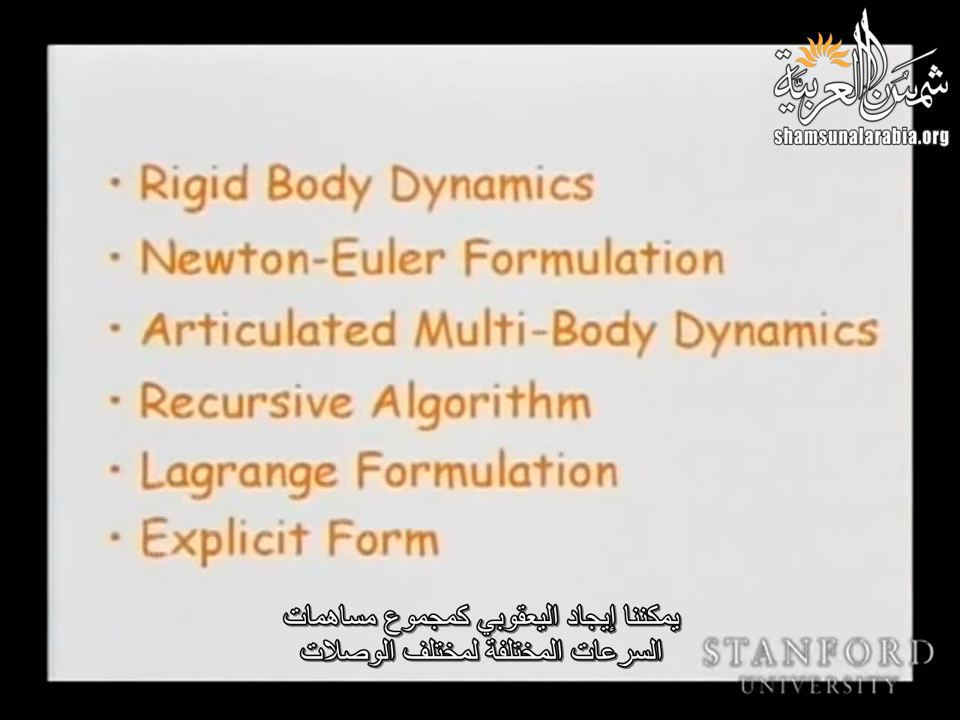 شمس العربية
shamsunalarabia.org
• Rigid Body Dynamics
• Newton-Euler Formulation
• Articulated Multi-Body Dynamics
• Recursive Algorithm
• Lagrange Formulation
• Explicit Form
يمكننا إيجاد اليعقوبي كمجموع مساهمات
السرعات المختلفة لمختلف الوصلات
STANFORD
UNIVERSITY